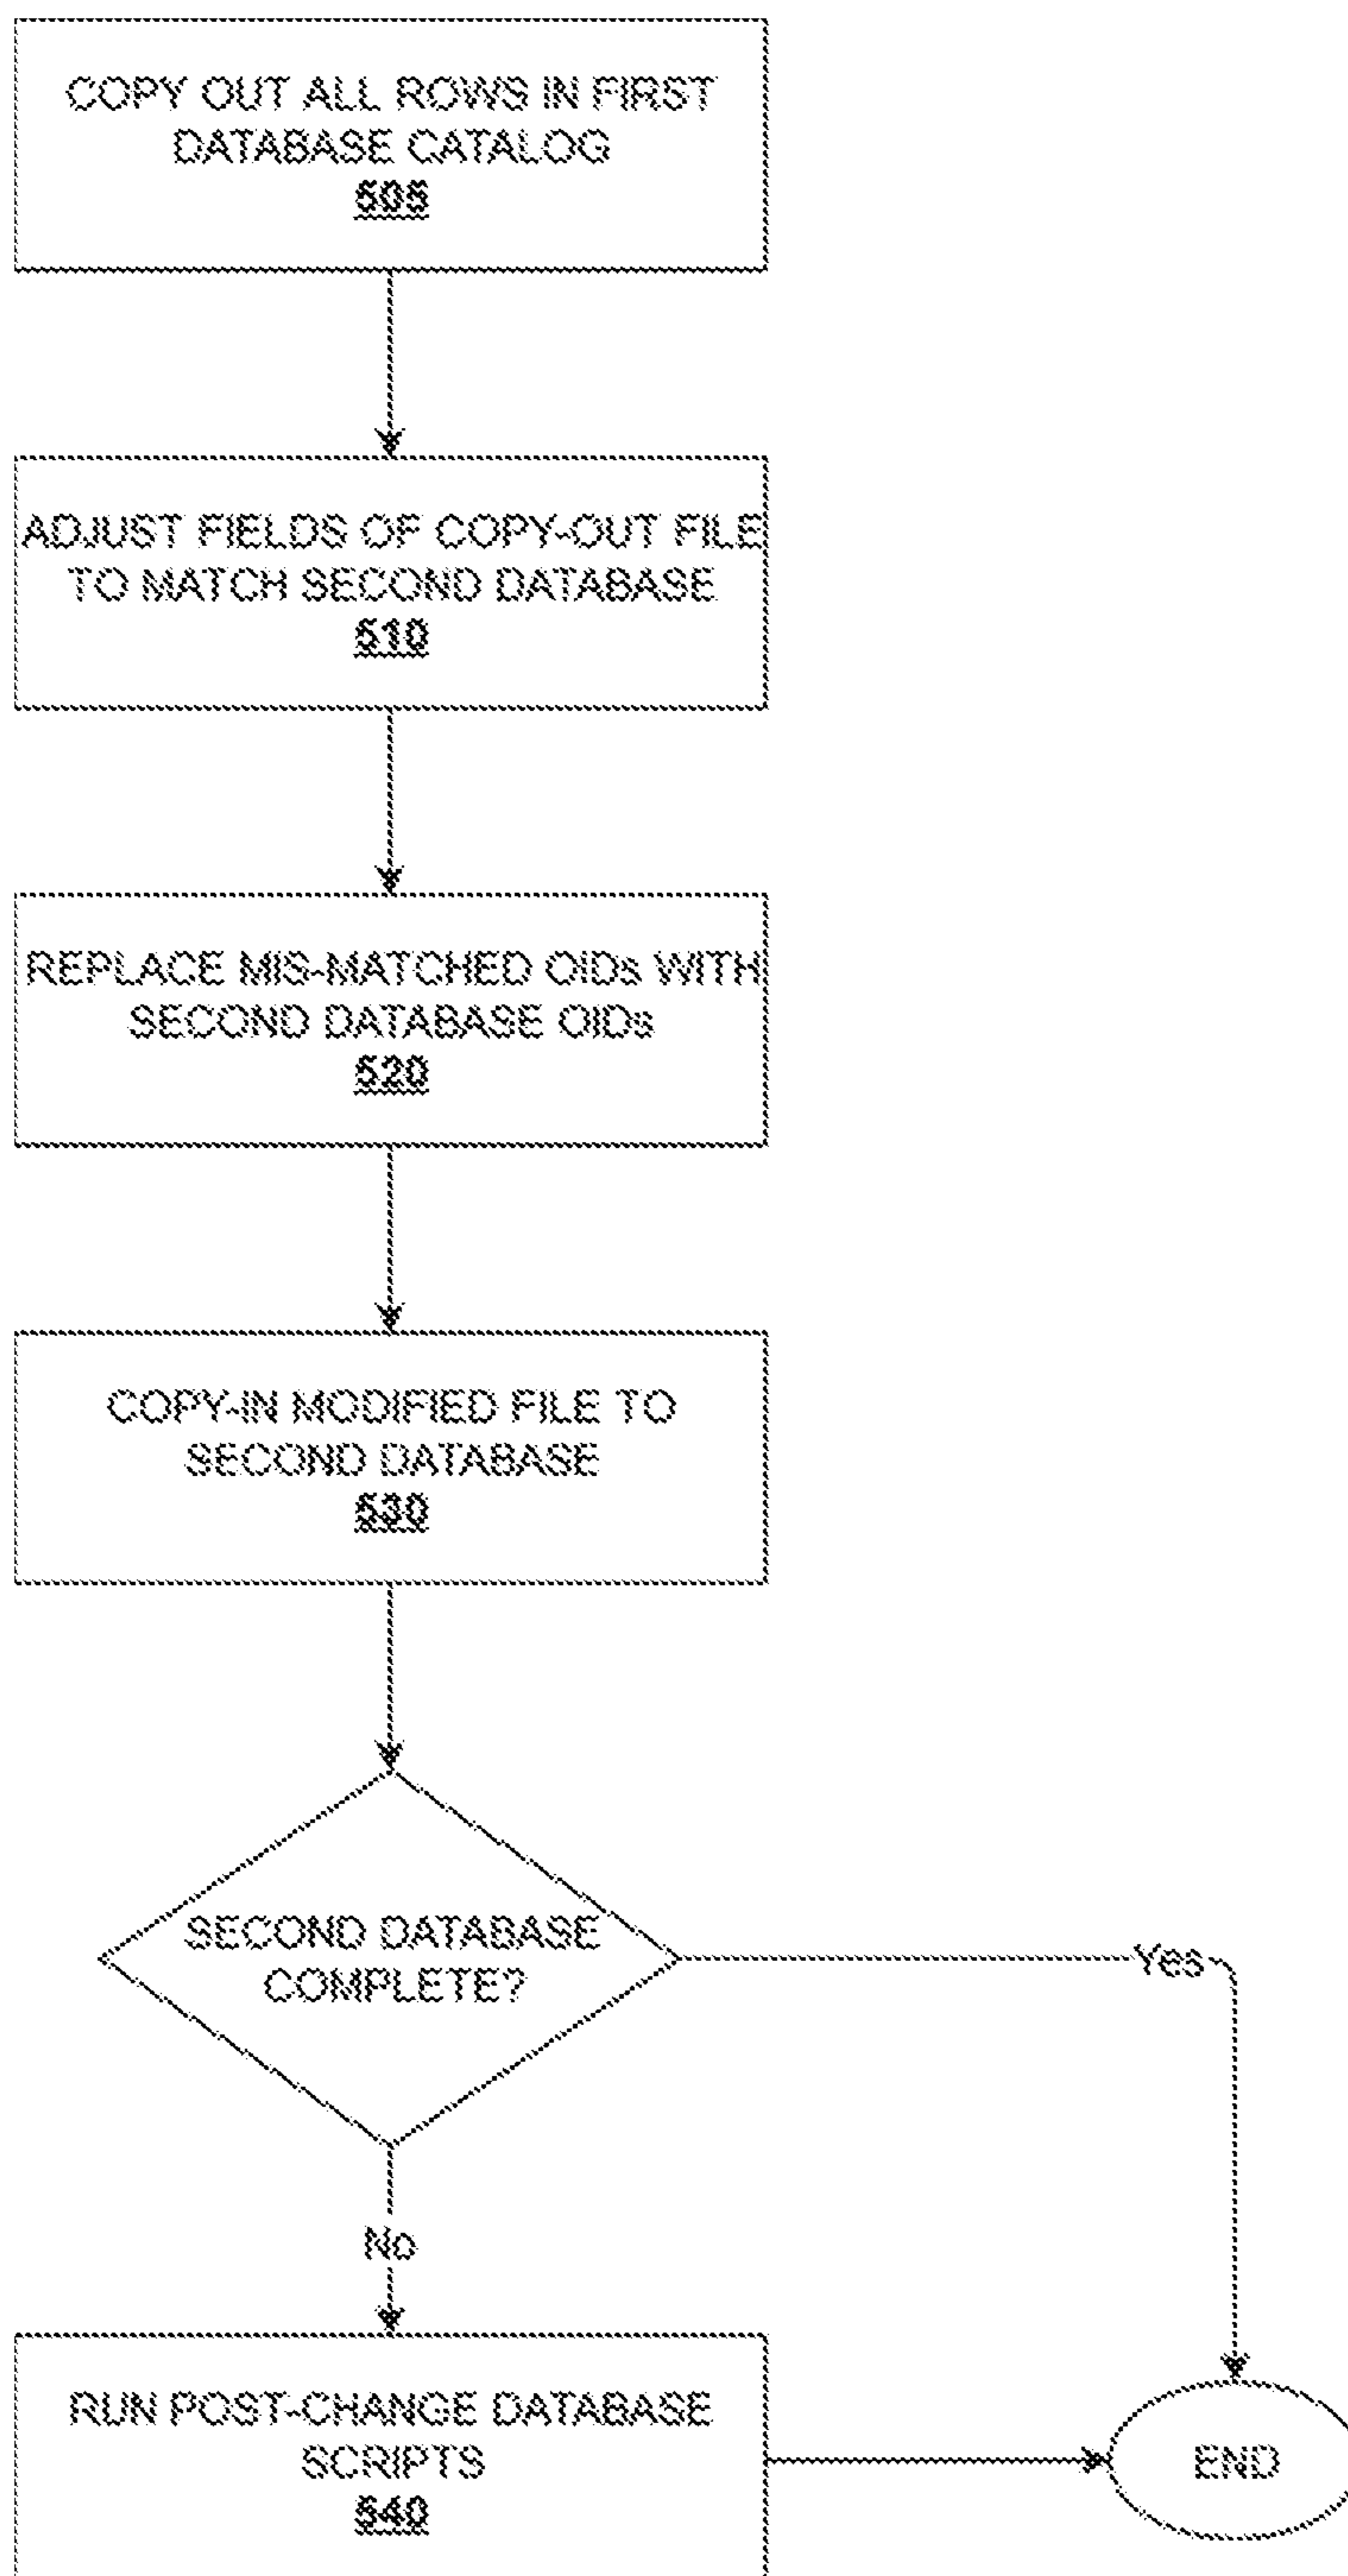 COPY OUT ALL ROWS IN FIRST
DATABASE CATALOG
505
ADJUST FIELDS OF COPY-OUT FILE
TO MATCH SECOND DATABASE
510
REPLACE MIS-MATCHED OIDs WITH
SECOND DATABASE OIDs
520
COPY-IN MODIFIED FILE TO
SECOND DATABASE
530
SECOND DATABASE
COMPLETE?
Yes
No
RUN POST-CHANGE DATABASE
SCRIPTS
540
END